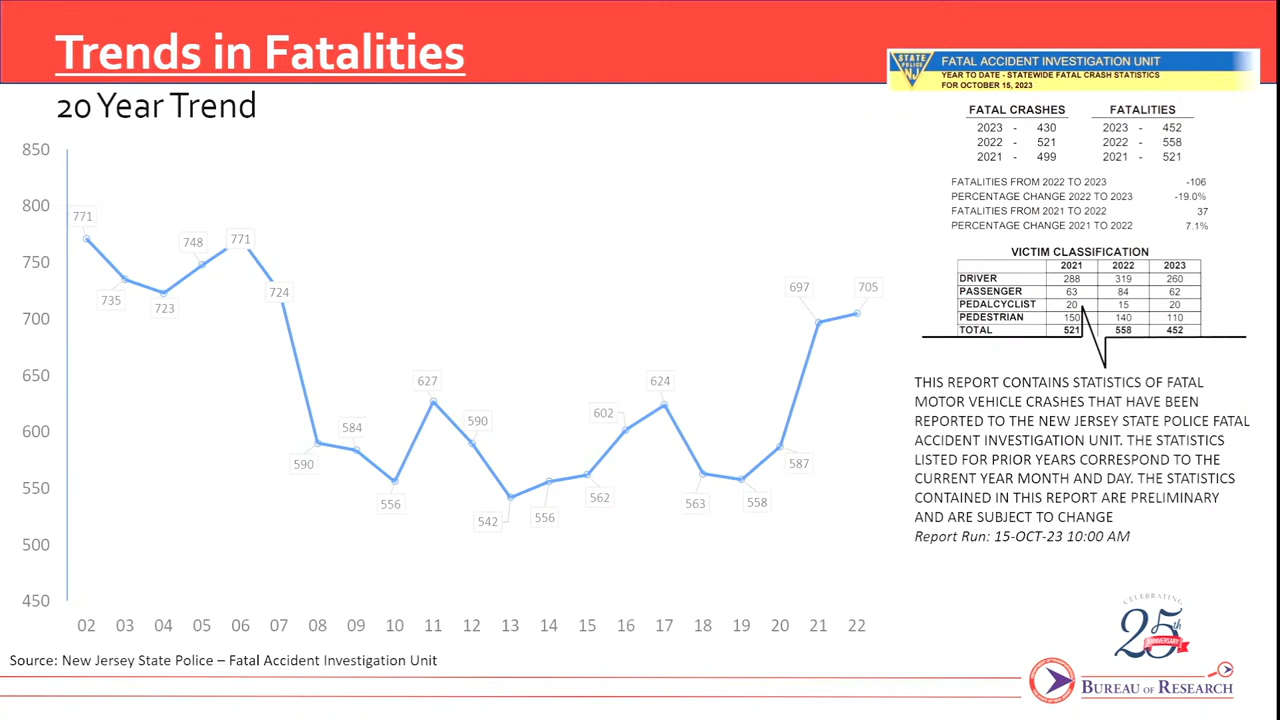 Trends in Fatalities
20 Year Trend
850
800
750
700
650
600
550
500
450
771
735
723
748
771
724
590
584
556
627
590
542
556
562
602
624
563
558
587
697
705
02 03 04 05 06 07 08 09 10 11 12 13 14 15 16 17 18 19 20 21 22
Source: New Jersey State Police – Fatal Accident Investigation Unit
STATE
POLICE
NJ
FATAL ACCIDENT INVESTIGATION UNIT
YEAR TO DATE - STATEWIDE FATAL CRASH STATISTICS
FOR OCTOBER 15, 2023
FATAL CRASHES FATALITIES
2023 - 430 2023 - 452
2022 - 521 2022 - 558
2021 - 499 2021 - 521
FATALITIES FROM 2022 TO 2023 -106
PERCENTAGE CHANGE 2022 TO 2023 -19.0%
FATALITIES FROM 2021 TO 2022 37
PERCENTAGE CHANGE 2021 TO 2022 7.1%
VICTIM CLASSIFICATION
2021 2022 2023
DRIVER 288 319 260
PASSENGER 63 84 62
PEDALCYCLIST 20 15 20
PEDESTRIAN 150 140 110
TOTAL 521 558 452
THIS REPORT CONTAINS STATISTICS OF FATAL
MOTOR VEHICLE CRASHES THAT HAVE BEEN
REPORTED TO THE NEW JERSEY STATE POLICE FATAL
ACCIDENT INVESTIGATION UNIT. THE STATISTICS
LISTED FOR PRIOR YEARS CORRESPOND TO THE
CURRENT YEAR MONTH AND DAY. THE STATISTICS
CONTAINED IN THIS REPORT ARE PRELIMINARY
AND ARE SUBJECT TO CHANGE
Report Run: 15-OCT-23 10:00 AM
CELEBRATING
25th
ANNIVERSARY
BUREAU OF RESEARCH